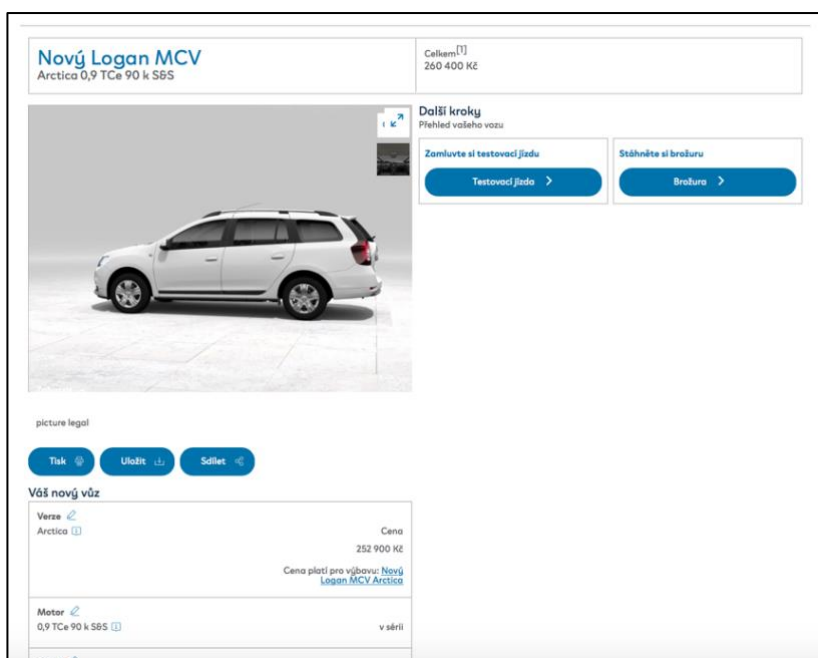 Nový Logan MCV
Arctica 0,9 TCe 90 k S&S
Celkem[1]
260 400 Kč
Další kroky
Přehled vašeho vozu
Zamluvte si testovací jízdu
Testovací jízda
Stáhněte si brožuru
Brožura
picture legal
Tisk
Uložit
Sdílet
Váš nový vůz
Verze
Arctica
Cena
252 900 Kč
Cena platí pro výbavu: Nový
Logan MCV Arctica
Motor
0,9 TCe 90 k S&S
v sérii